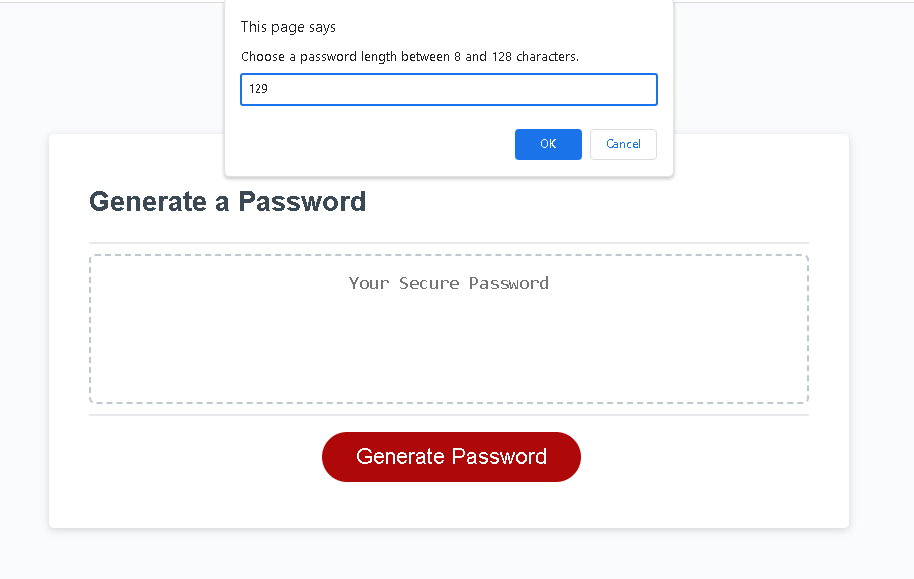 This page says
Choose a password length between 8 and 128 characters.
129
OK
Cancel
Generate a Password
Your Secure Password
Generate Password